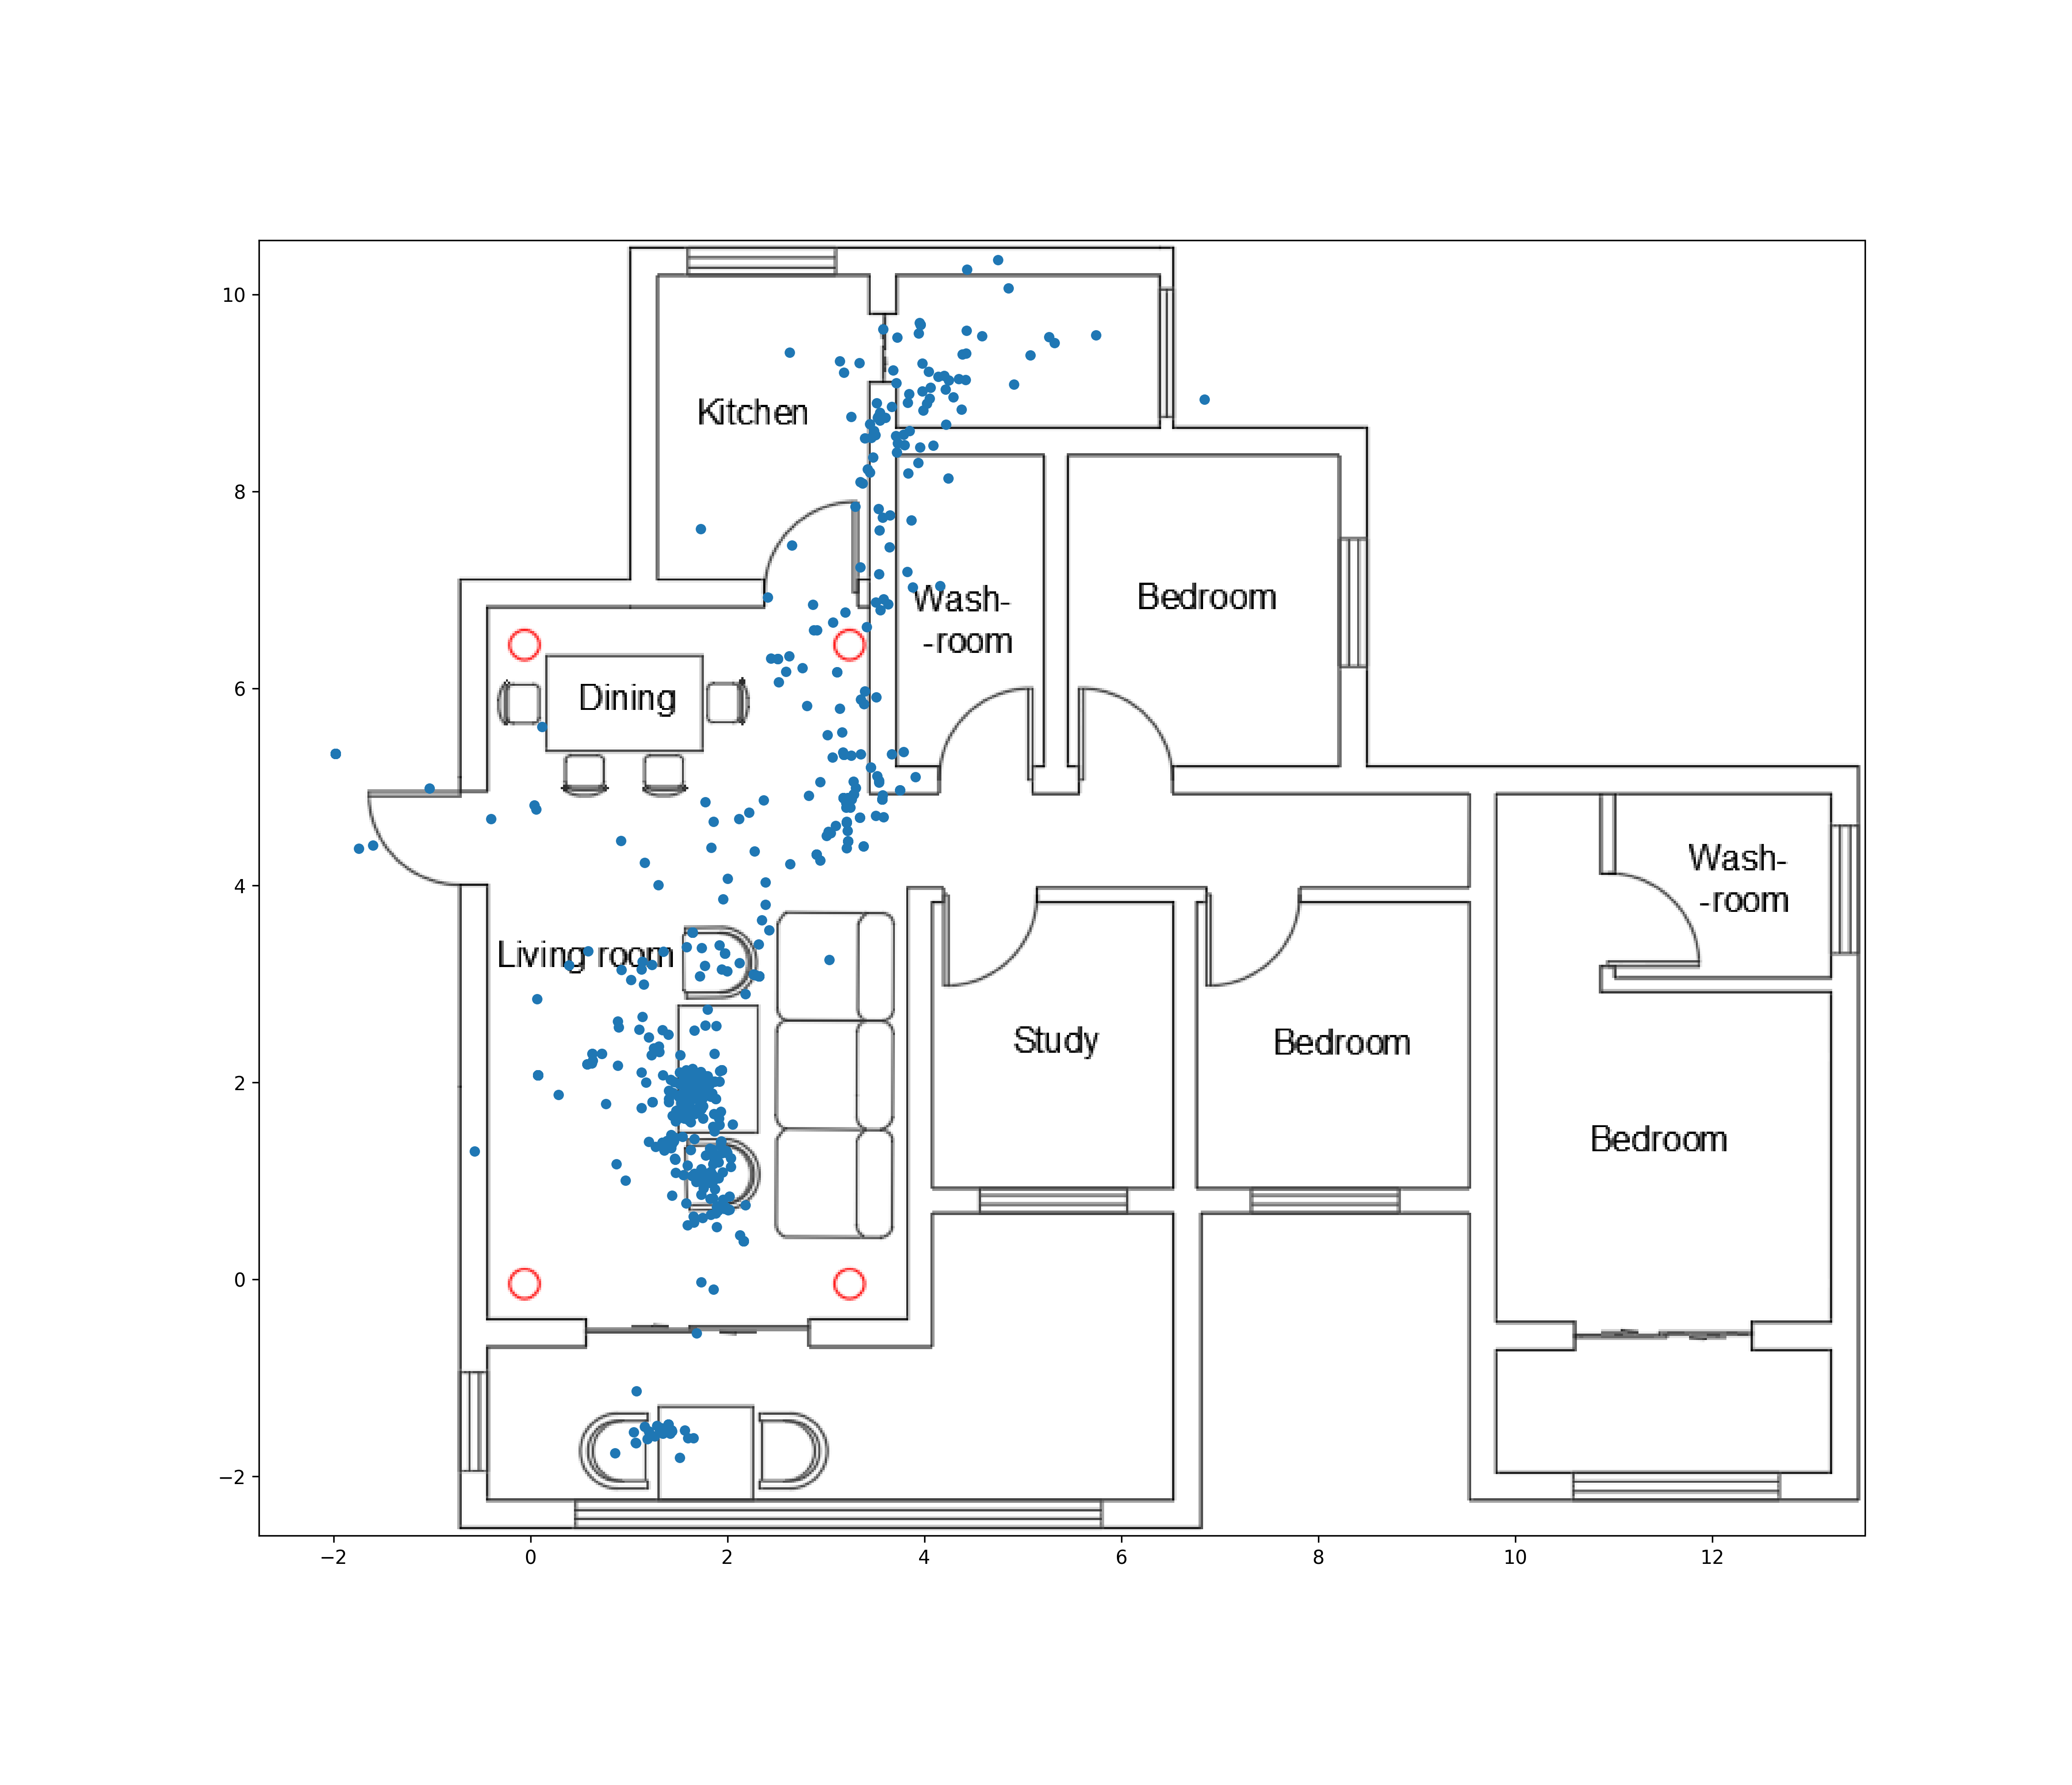 10
8
6
4
2
0
−2
Kitchen
Wash-
-room
Bedroom
Dining
Wash-
-room
Living room
Study
Bedroom
Bedroom
−2 0 2 4 6 8 10 12